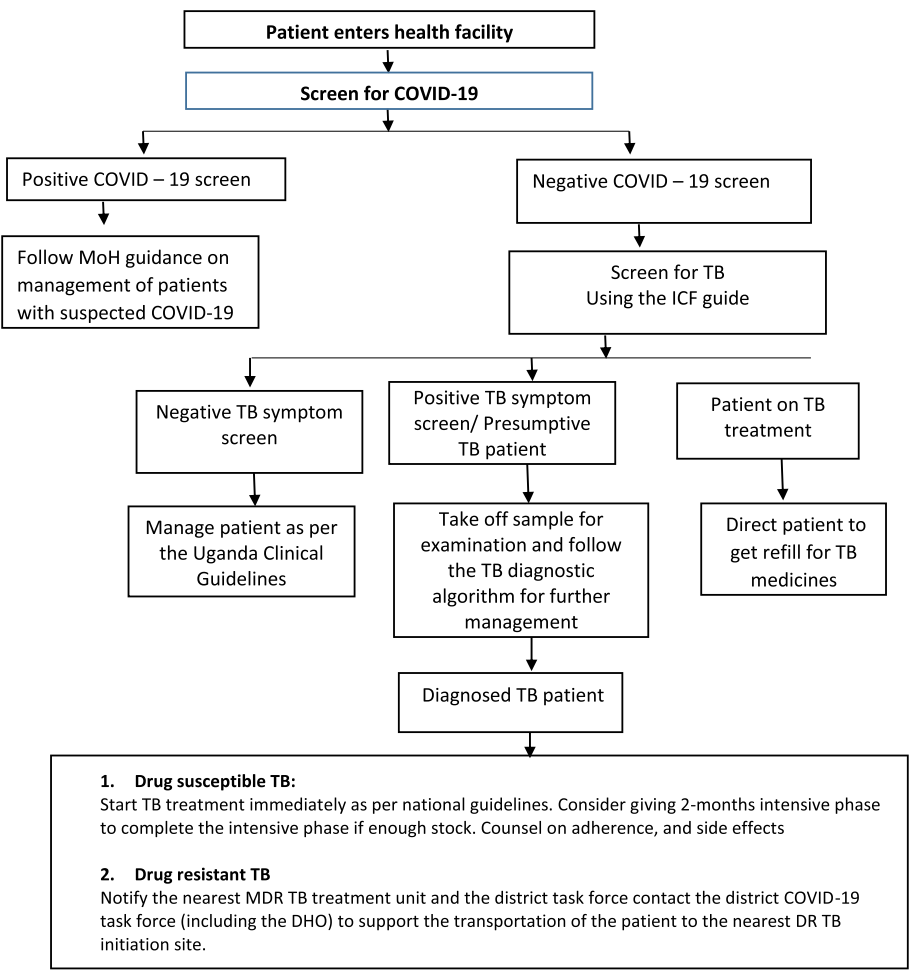 Patient enters health facility
Screen for COVID-19
Positive COVID – 19 screen
Negative COVID – 19 screen
Follow MoH guidance on
management of patients
with suspected COVID-19
Screen for TB
Using the ICF guide
Negative TB symptom
screen
Positive TB symptom
screen/ Presumptive
TB patient
Patient on TB
treatment
Manage patient as per
the Uganda Clinical
Guidelines
Take off sample for
examination and follow
the TB diagnostic
algorithm for further
management
Direct patient to
get refill for TB
medicines
Diagnosed TB patient
1. Drug susceptible TB:
Start TB treatment immediately as per national guidelines. Consider giving 2-months intensive phase
to complete the intensive phase if enough stock. Counsel on adherence, and side effects
2. Drug resistant TB
Notify the nearest MDR TB treatment unit and the district task force contact the district COVID-19
task force (including the DHO) to support the transportation of the patient to the nearest DR TB
initiation site.